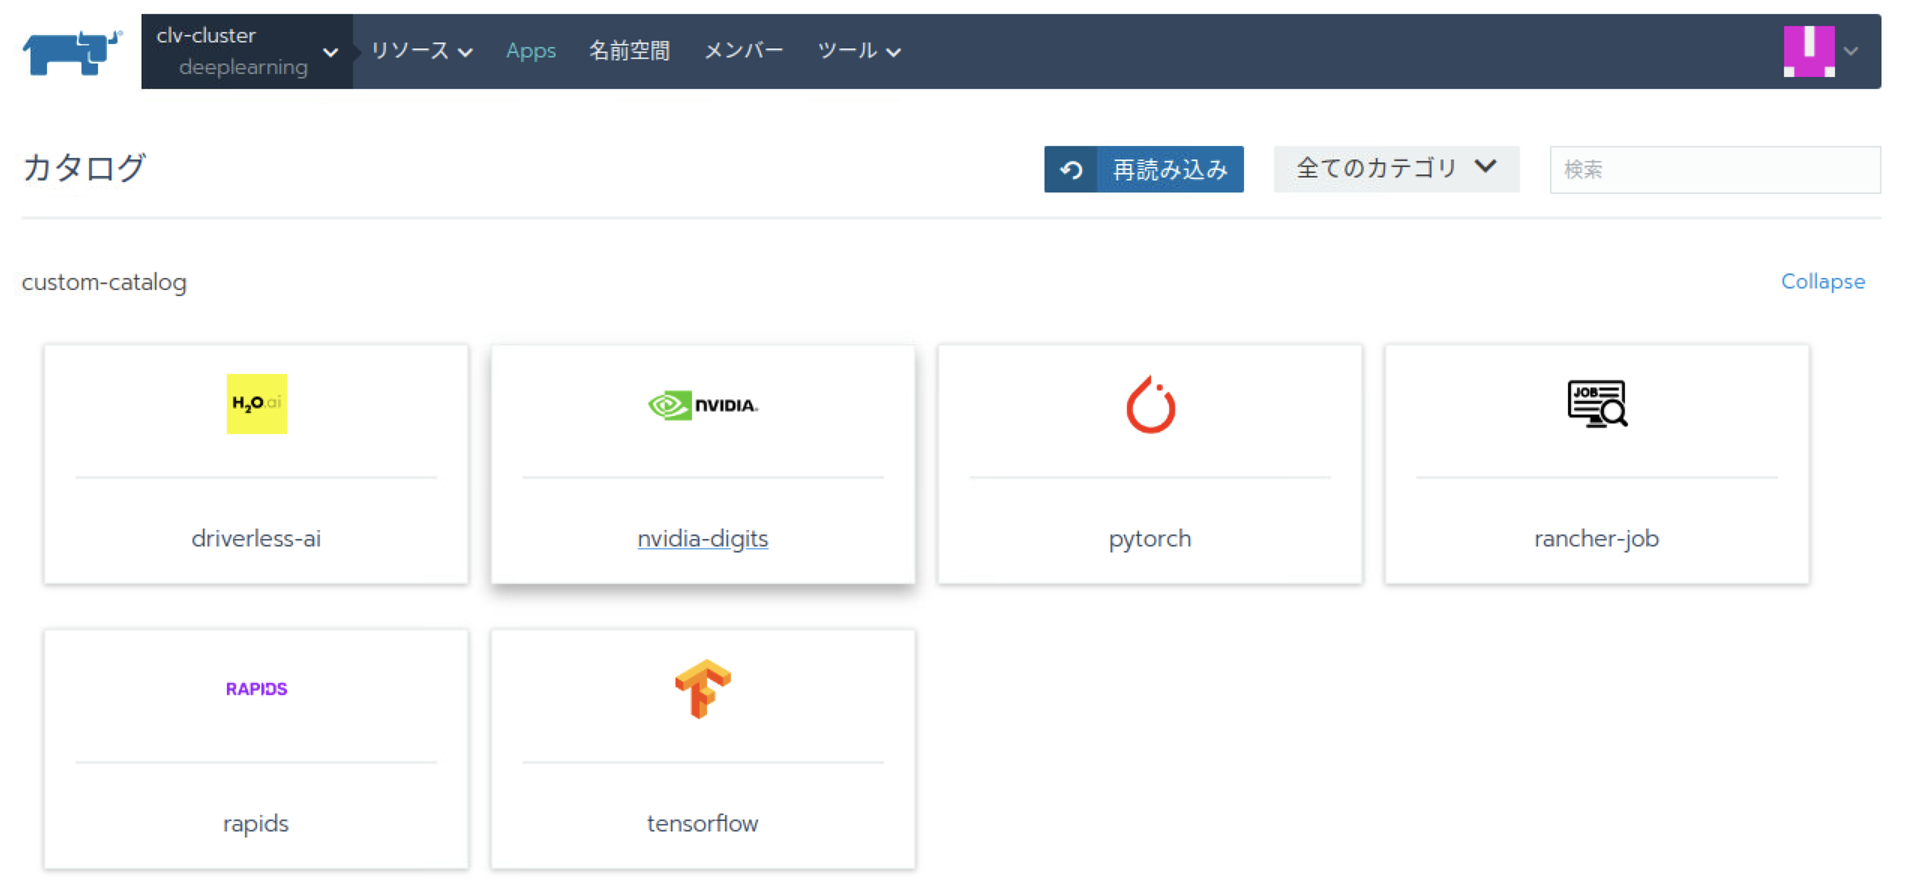 clv-cluster
deeplearning
リソース Apps 名前空間 メンバー ツール
カタログ
再読み込み 全てのカテゴリ 検索
custom-catalog Collapse
H2O.ai NVIDIA. JOB
driverless-ai nvidia-digits pytorch rancher-job
RAPIDS
rapids tensorflow